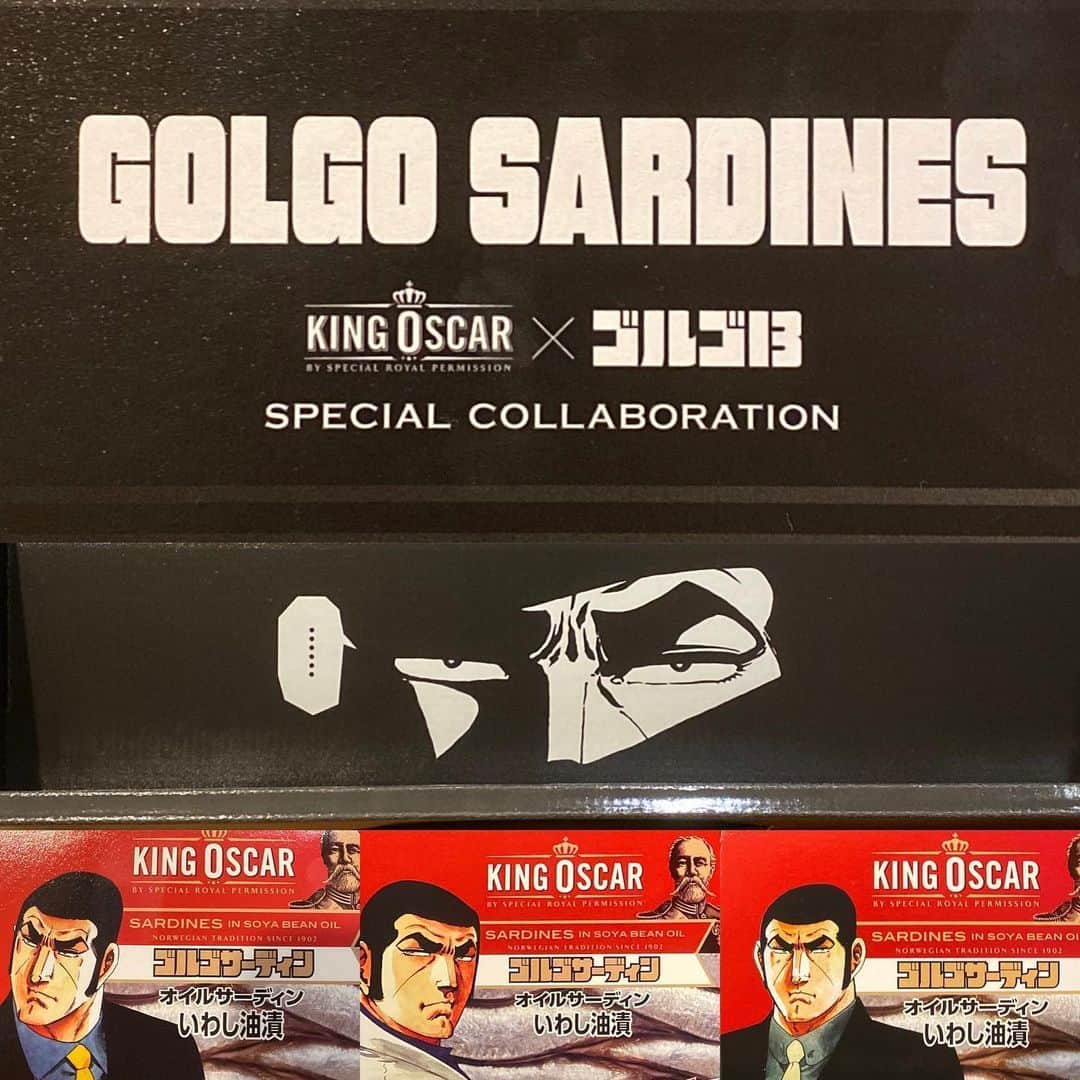 GOLGO SARDINES
KING OSCAR
BY SPECIAL ROYAL PERMISSION
×
ゴルゴ13
SPECIAL COLLABORATION
......
KING OSCAR
BY SPECIAL ROYAL PERMISSION
SARDINES IN SOYA BEAN OIL
NORWEGIAN TRADITION SINCE 1902
ゴルゴサーディン
オイルサーディン
いわし油漬
KING OSCAR
BY SPECIAL ROYAL PERMISSION
SARDINES IN SOYA BEAN OIL
NORWEGIAN TRADITION SINCE 1902
ゴルゴサーディン
オイルサーディン
いわし油漬
KING OSCAR
BY SPECIAL ROYAL PERMISSION
SARDINES IN SOYA BEAN OIL
NORWEGIAN TRADITION SINCE 1902
ゴルゴサーディン
オイルサーディン
いわし油漬